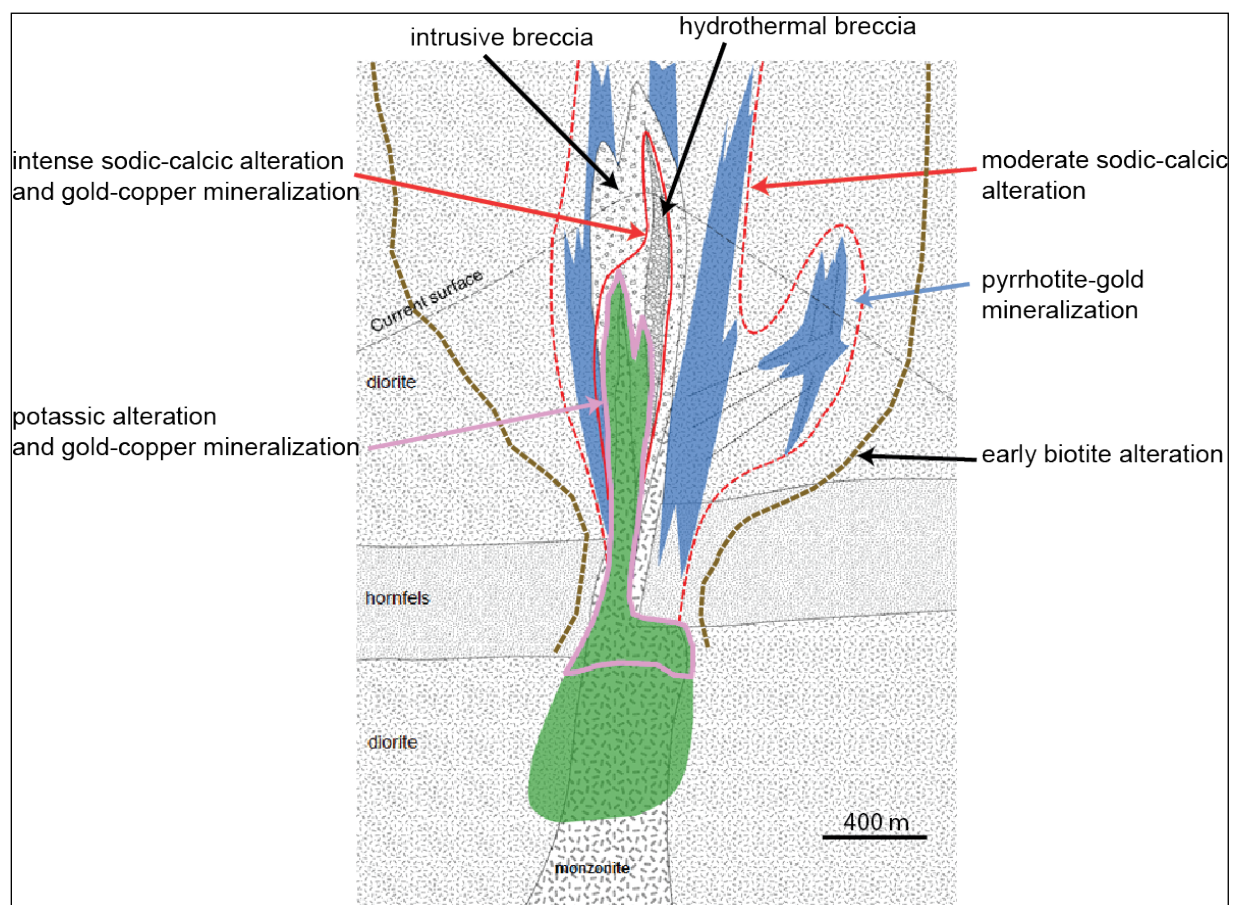 intrusive breccia
hydrothermal breccia
intense sodic-calcic alteration
and gold-copper mineralization
moderate sodic-calcic
alteration
pyrrhotite-gold
mineralization
Current surface
diorite
potassic alteration
and gold-copper mineralization
early biotite alteration
hornfels
diorite
400 m
monzonite